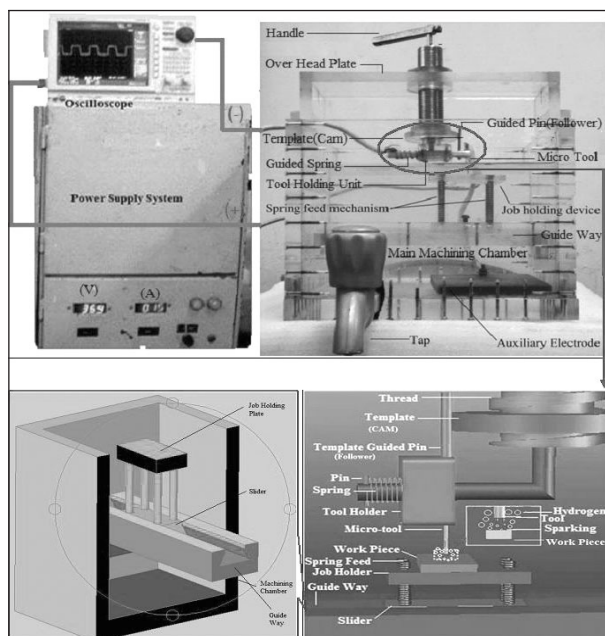 Handle
Over Head Plate
Oscilloscope
(-)
Template(Cam)
Guided Pin(Follower)
Guided Spring
Micro Tool
Tool Holding Unit
Power Supply System
(+)
Spring feed mechanism
Job holding device
Guide Way
Main Machining Chamber
(V)
(A)
Tap
Auxiliary Electrode
Job Holding
Plate
Slider
Machining
Chamber
Guide
Way
Thread
Template
(CAM)
Template Guided Pin
(Follower)
Pin
Spring
Tool Holder
Hydrogen
Tool
Sparking
Work Piece
Micro-tool
Work Piece
Spring Feed
Job Holder
Guide Way
Slider